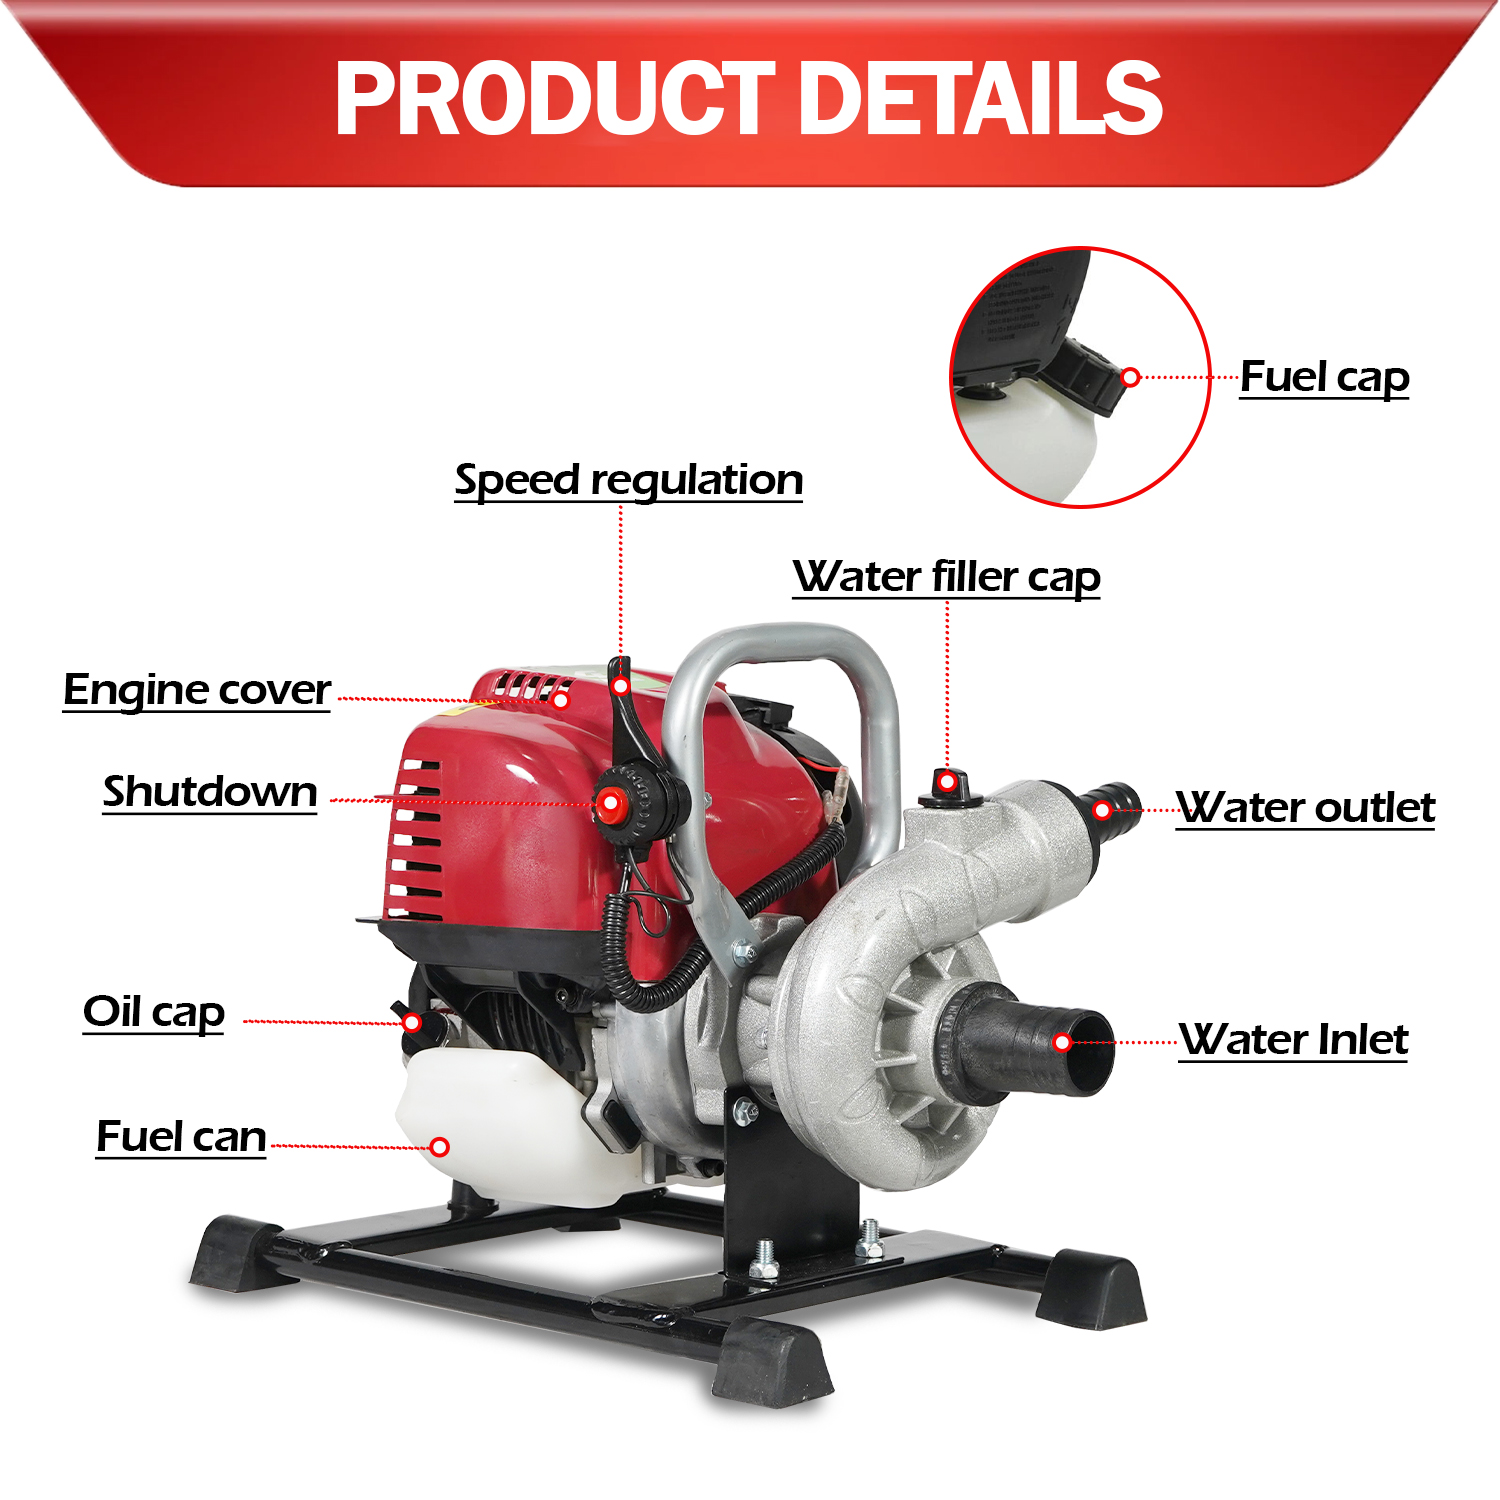 PRODUCT DETAILS
Fuel cap
Speed regulation
Water filler cap
Engine cover
Shutdown
Water outlet
Oil cap
Water Inlet
Fuel can